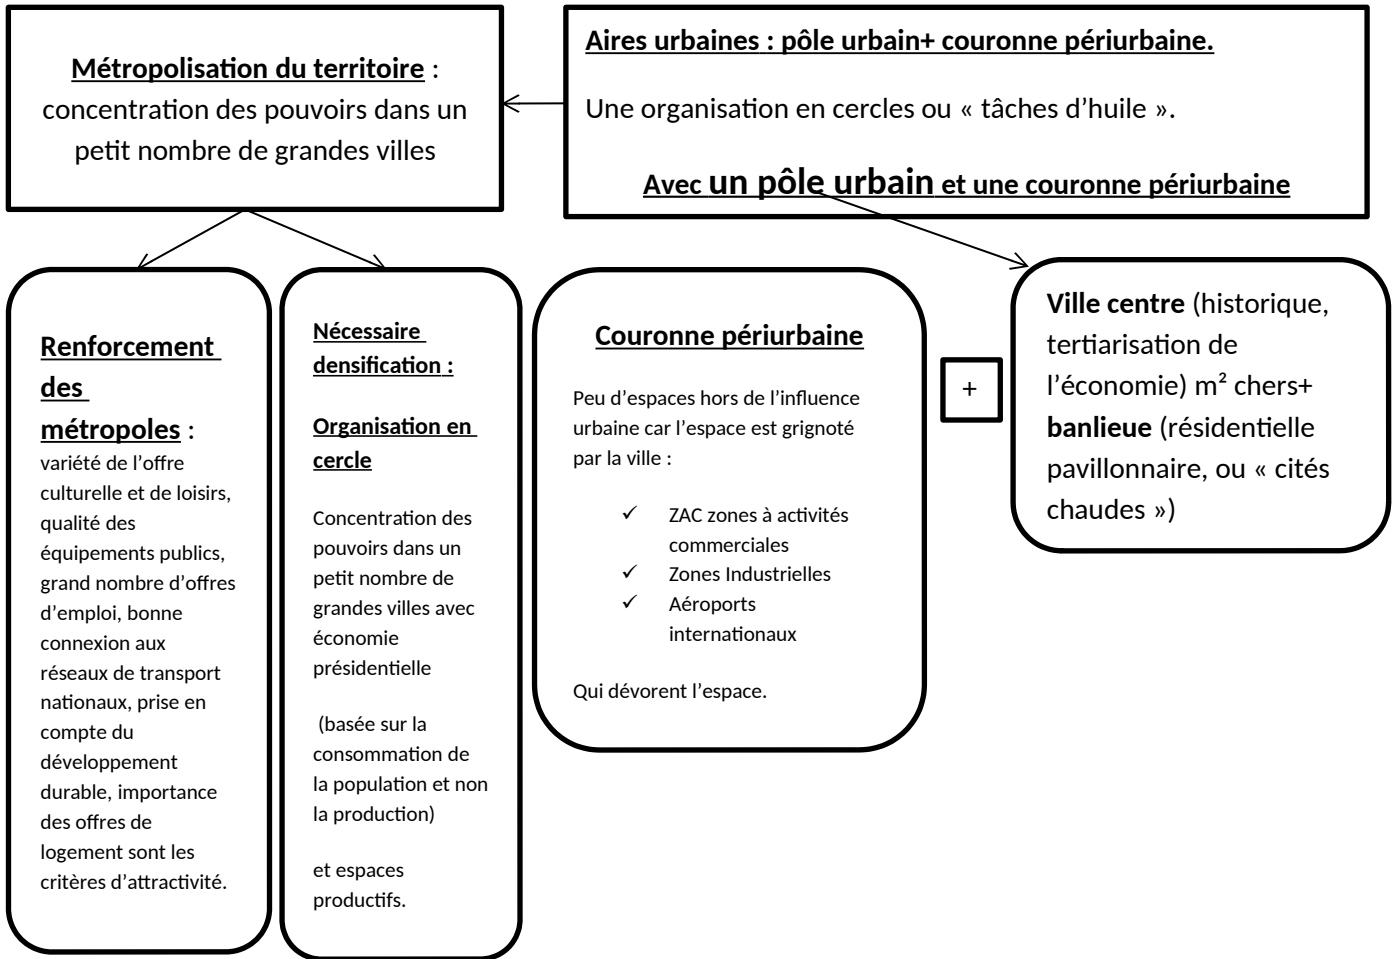 Métropolisation du territoire :
concentration des pouvoirs dans un
petit nombre de grandes villes
Aires urbaines : pôle urbain+ couronne périurbaine.
Une organisation en cercles ou « tâches d’huile ».
Avec un pôle urbain et une couronne périurbaine
Renforcement
des
métropoles :
variété de l’offre
culturelle et de loisirs,
qualité des
équipements publics,
grand nombre d’offres
d’emploi, bonne
connexion aux
réseaux de transport
nationaux, prise en
compte du
développement
durable, importance
des offres de
logement sont les
critères d’attractivité.
Nécessaire
densification :
Organisation en
cercle
Concentration des
pouvoirs dans un
petit nombre de
grandes villes avec
économie
présidentielle
(basée sur la
consommation de
la population et non
la production)
et espaces
productifs.
Couronne périurbaine
Peu d’espaces hors de l’influence
urbaine car l’espace est grignoté
par la ville :
✓ ZAC zones à activités
commerciales
✓ Zones Industrielles
✓ Aéroports
internationaux
Qui dévorent l’espace.
+
Ville centre (historique,
tertiarisation de
l’économie) m² chers+
banlieue (résidentielle
pavillonnaire, ou « cités
chaudes »)